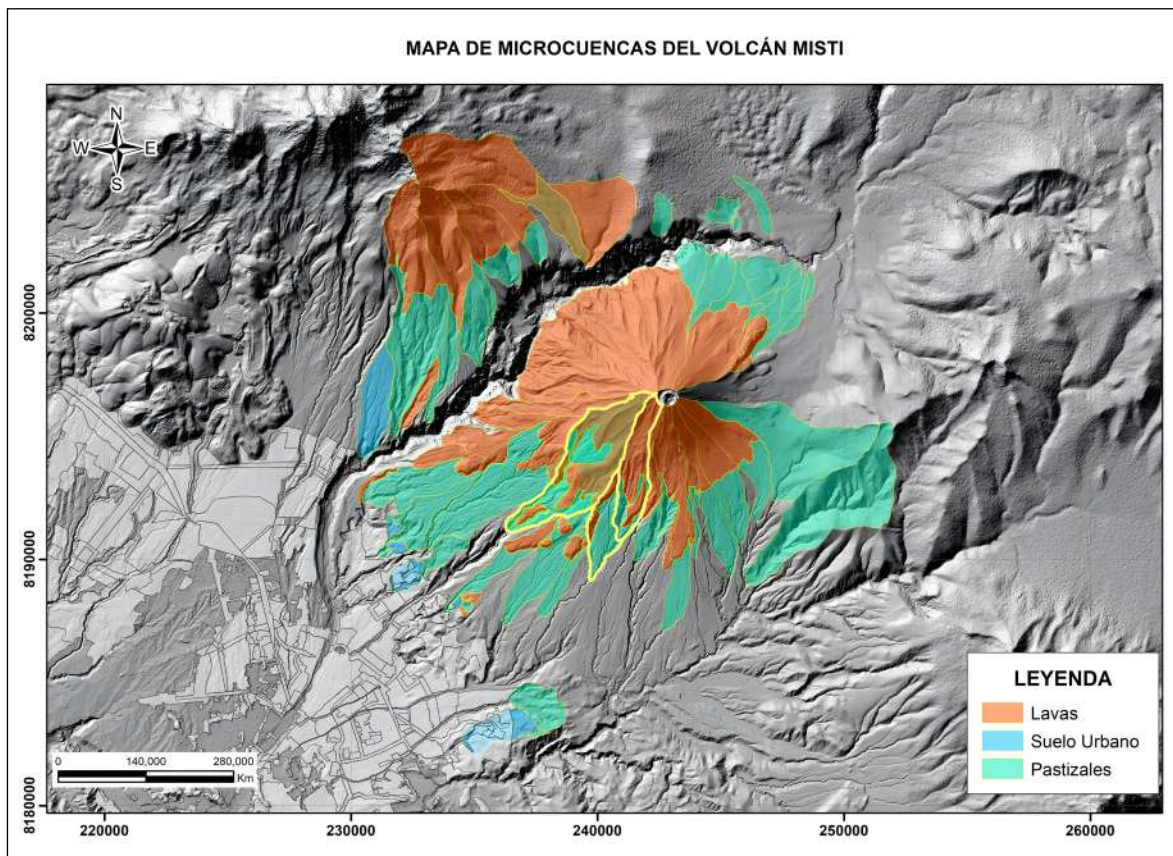 MAPA DE MICROCUENCAS DEL VOLCÁN MISTI
N
W E
S
8200000
8190000
8180000
LEYENDA
Lavas
Suelo Urbano
Pastizales
0 140,000 280,000
Km
220000 230000 240000 250000 260000